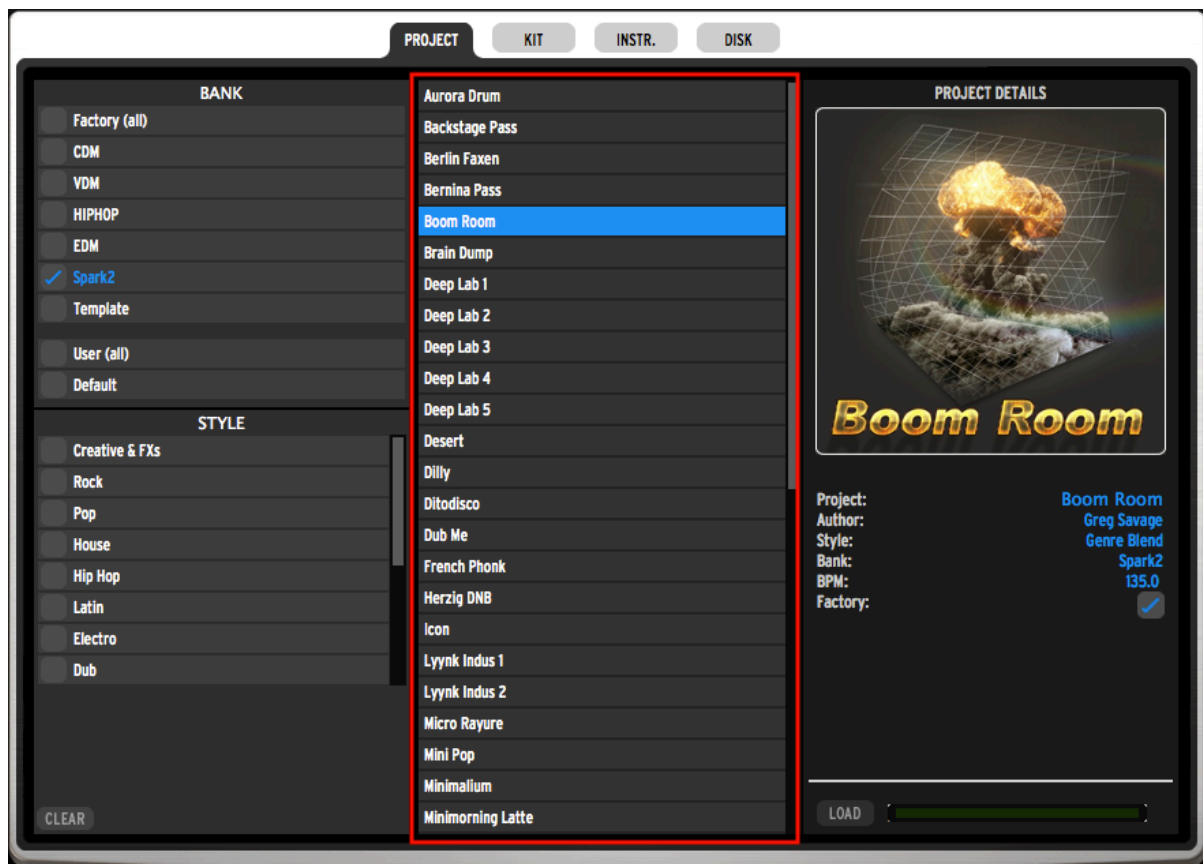 PROJECT
KIT
INSTR.
DISK
BANK
Factory (all)
CDM
VDM
HIPHOP
EDM
Spark2
Template
User (all)
Default
STYLE
Creative & FXs
Rock
Pop
House
Hip Hop
Latin
Electro
Dub
CLEAR
Aurora Drum
Backstage Pass
Berlin Faxen
Bernina Pass
Boom Room
Brain Dump
Deep Lab 1
Deep Lab 2
Deep Lab 3
Deep Lab 4
Deep Lab 5
Desert
Dilly
Ditodisco
Dub Me
French Phonk
Herzig DNB
Icon
Lyynk Indus 1
Lyynk Indus 2
Micro Rayure
Mini Pop
Minimalium
Minimorning Latte
PROJECT DETAILS
Boom Room
Project: Boom Room
Author: Greg Savage
Style: Genre Blend
Bank: Spark2
BPM: 135.0
Factory:
LOAD